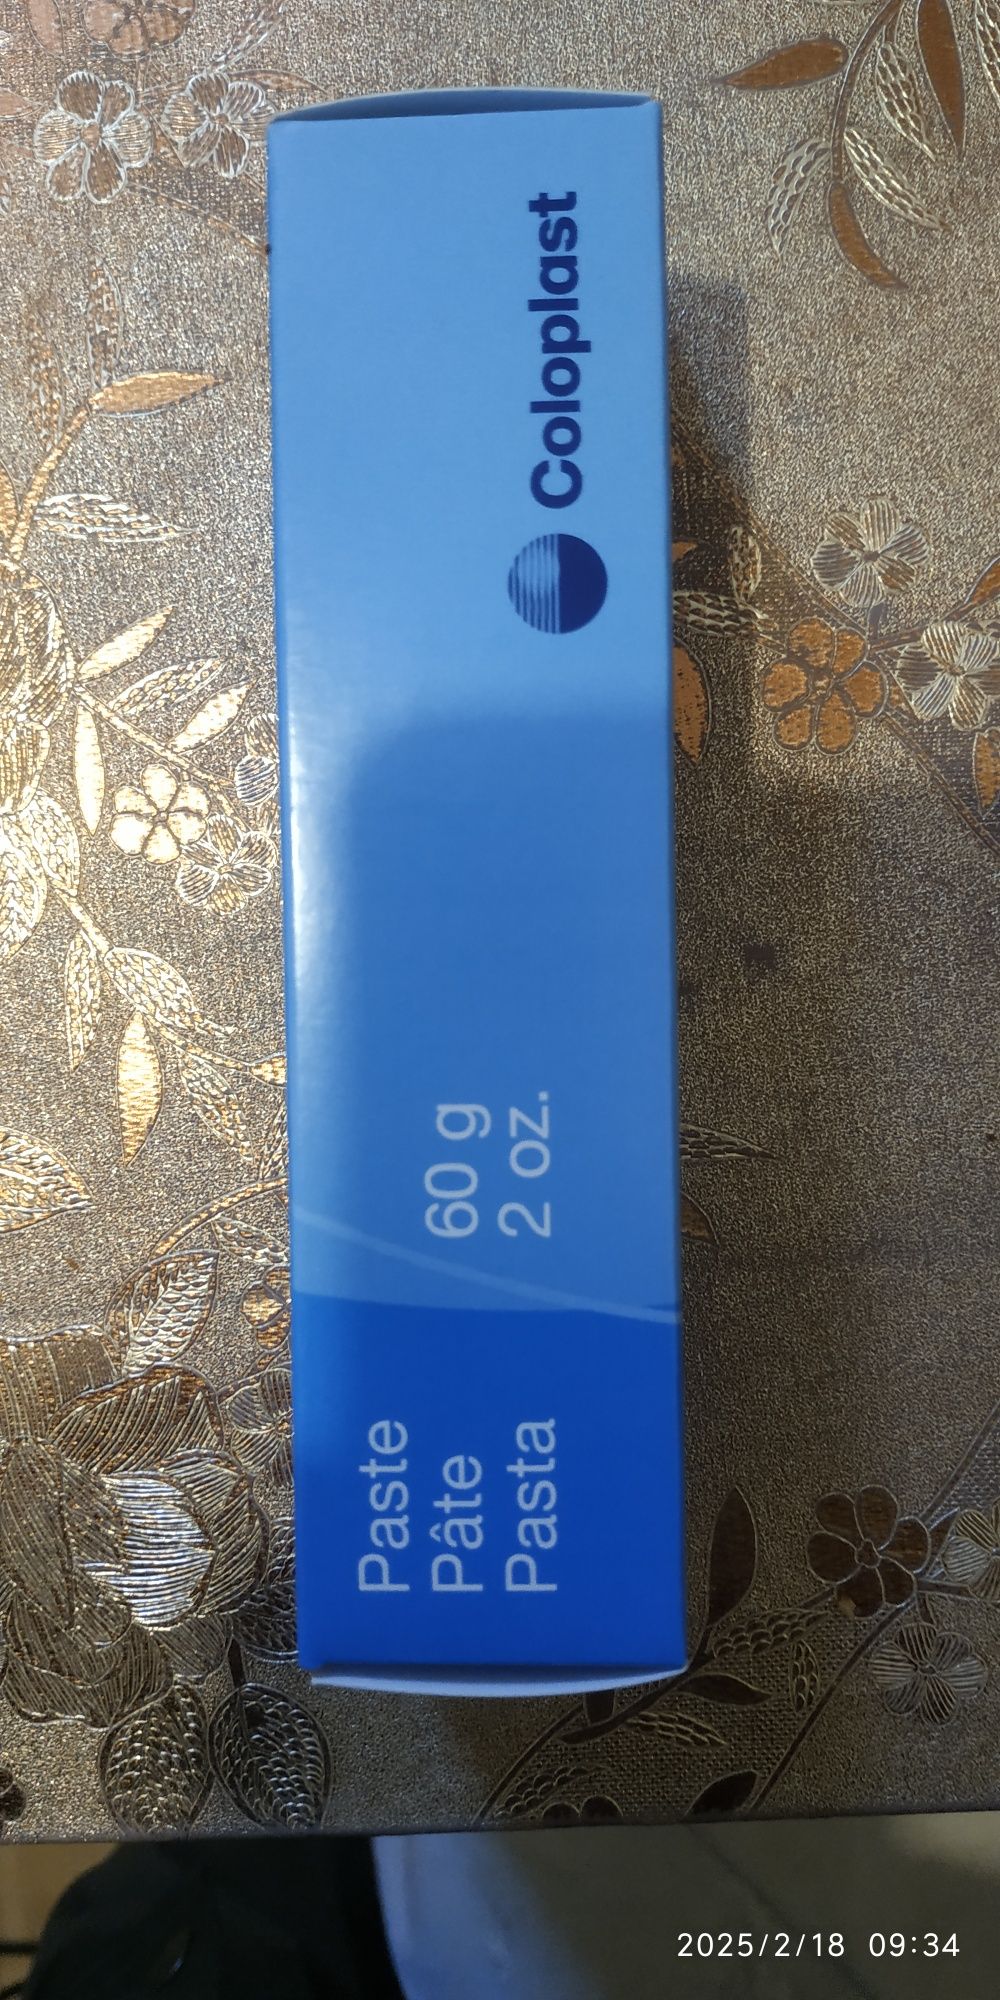 Paste
Pâte
Pasta
60 g
2 oz.
Coloplast
2025/2/18 09:34